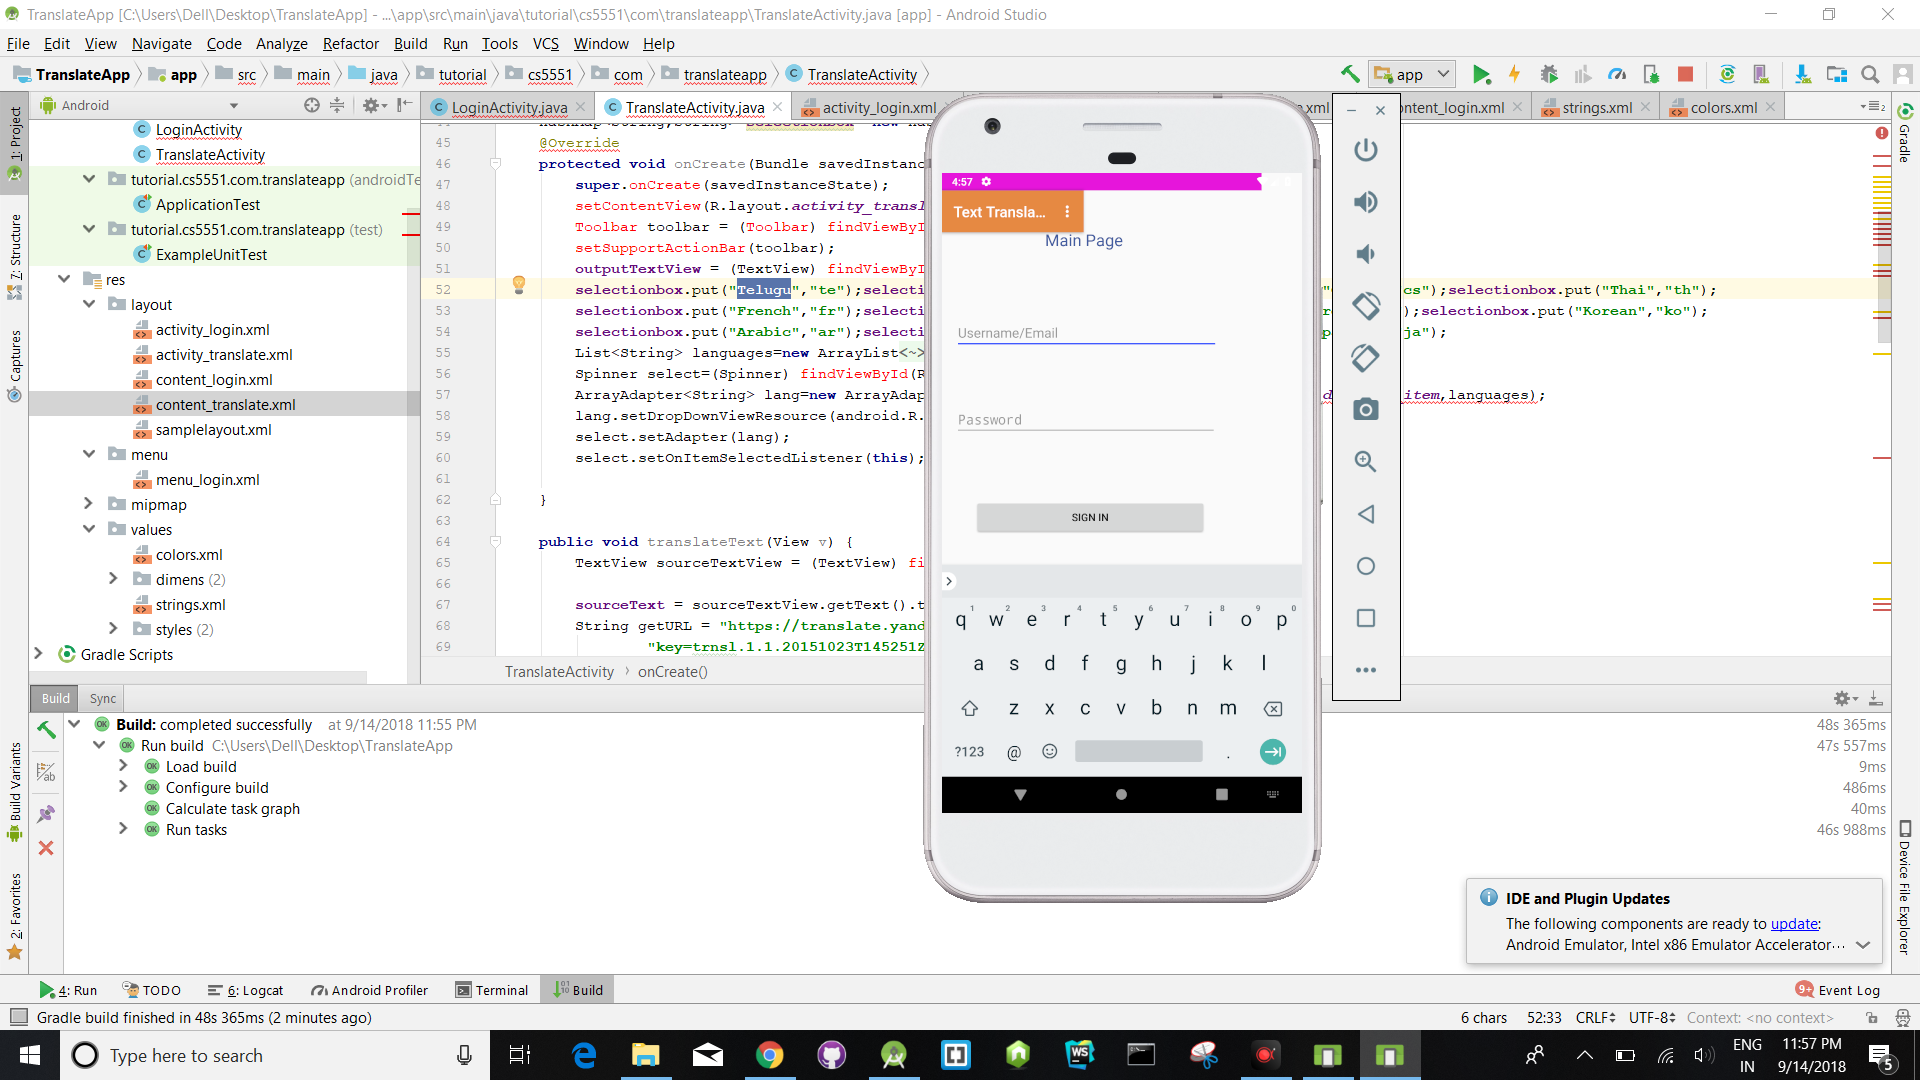 TranslateApp [C:\Users\Dell\Desktop\TranslateApp] - ...\app\src\main\java\tutorial\cs5551\com\translateapp\TranslateActivity.java [app] - Android Studio
File Edit View Navigate Code Analyze Refactor Build Run Tools VCS Window Help
TranslateApp app src main java tutorial cs5551 com translateapp TranslateActivity app
Android LoginActivity.java TranslateActivity.java activity_login.xml content_login.xml strings.xml colors.xml
1: Project
7: Structure
Captures
Build Variants
2: Favorites
LoginActivity
TranslateActivity
tutorial.cs5551.com.translateapp (androidTe
ApplicationTest
tutorial.cs5551.com.translateapp (test)
ExampleUnitTest
res
layout
activity_login.xml
activity_translate.xml
content_login.xml
content_translate.xml
samplelayout.xml
menu
menu_login.xml
mipmap
values
colors.xml
dimens (2)
strings.xml
styles (2)
Gradle Scripts
45 @Override
46 protected void onCreate(Bundle savedInstanc
47 super.onCreate(savedInstanceState);
48 setContentView(R.layout.activity_transl
49 Toolbar toolbar = (Toolbar) findViewByI
50 setSupportActionBar(toolbar);
51 outputTextView = (TextView) findViewByI
52 selectionbox.put("Telugu","te");selecti cs");selectionbox.put("Thai","th");
53 selectionbox.put("French","fr");selecti );selectionbox.put("Korean","ko");
54 selectionbox.put("Arabic","ar");selecti ja");
55 List<String> languages=new ArrayList<~>
56 Spinner select=(Spinner) findViewById(R
57 ArrayAdapter<String> lang=new ArrayAdap item,languages);
58 lang.setDropDownViewResource(android.R.
59 select.setAdapter(lang);
60 select.setOnItemSelectedListener(this);
61
62 }
63
64 public void translateText(View v) {
65 TextView sourceTextView = (TextView) fi
66
67 sourceText = sourceTextView.getText().t
68 String getURL = "https://translate.yand
69 "key=trnsl.1.1.20151023T145251Z
TranslateActivity › onCreate()
4:57
Text Transla...
Main Page
Username/Email
Password
SIGN IN
1 2 3 4 5 6 7 8 9 0
q w e r t y u i o p
a s d f g h j k l
z x c v b n m
?123 @ .
Gradle
Device File Explorer
Build Sync
Build: completed successfully at 9/14/2018 11:55 PM 48s 365ms
Run build C:\Users\Dell\Desktop\TranslateApp 47s 557ms
Load build 9ms
Configure build 486ms
Calculate task graph 40ms
Run tasks 46s 988ms
IDE and Plugin Updates
The following components are ready to update:
Android Emulator, Intel x86 Emulator Accelerator...
4: Run TODO 6: Logcat Android Profiler Terminal Build 9+ Event Log
Gradle build finished in 48s 365ms (2 minutes ago) 6 chars 52:33 CRLF UTF-8 Context: <no context>
Type here to search
ENG
IN
11:57 PM
9/14/2018
5